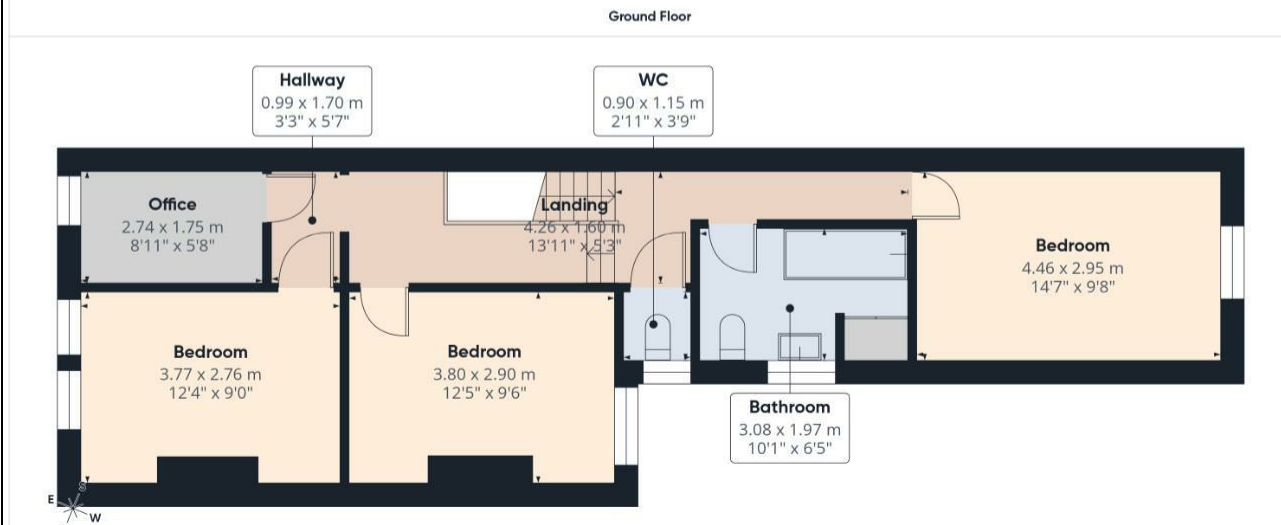 Ground Floor
Hallway
0.99 x 1.70 m
3'3" x 5'7"
WC
0.90 x 1.15 m
2'11" x 3'9"
Office
2.74 x 1.75 m
8'11" x 5'8"
Landing
4.26 x 1.60 m
13'11" x 5'3"
Bedroom
4.46 x 2.95 m
14'7" x 9'8"
Bedroom
3.77 x 2.76 m
12'4" x 9'0"
Bedroom
3.80 x 2.90 m
12'5" x 9'6"
Bathroom
3.08 x 1.97 m
10'1" x 6'5"
S
E
W